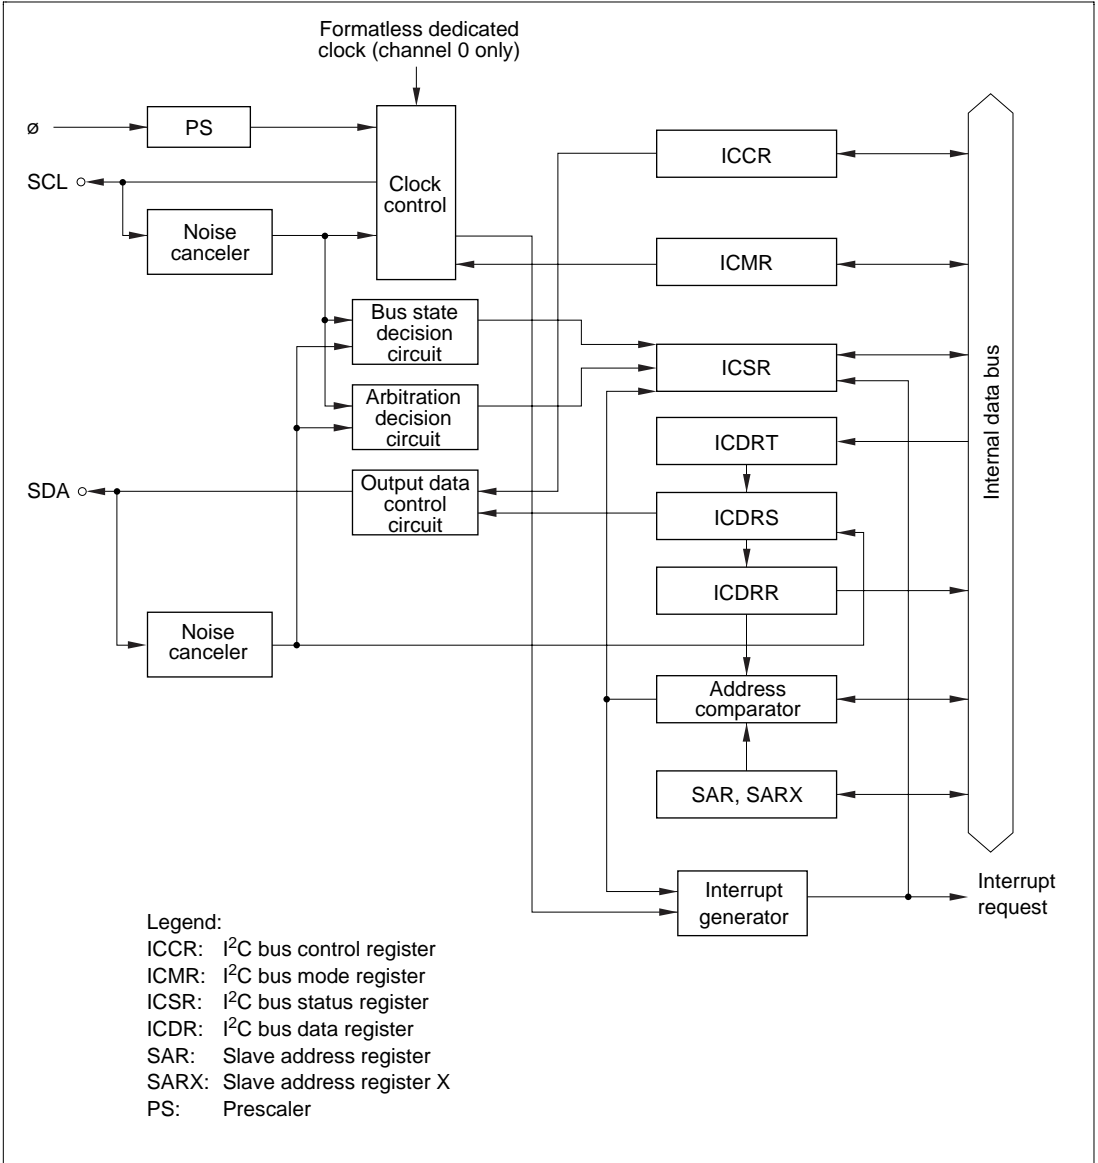 Formatless dedicated
clock (channel 0 only)
ø
PS
SCL
Clock
control
Noise
canceler
ICCR
ICMR
Bus state
decision
circuit
ICSR
Arbitration
decision
circuit
ICDRT
SDA
Output data
control
circuit
ICDRS
ICDRR
Noise
canceler
Address
comparator
SAR, SARX
Internal data bus
Interrupt
generator
Interrupt
request
Legend:
ICCR: I²C bus control register
ICMR: I²C bus mode register
ICSR: I²C bus status register
ICDR: I²C bus data register
SAR: Slave address register
SARX: Slave address register X
PS: Prescaler